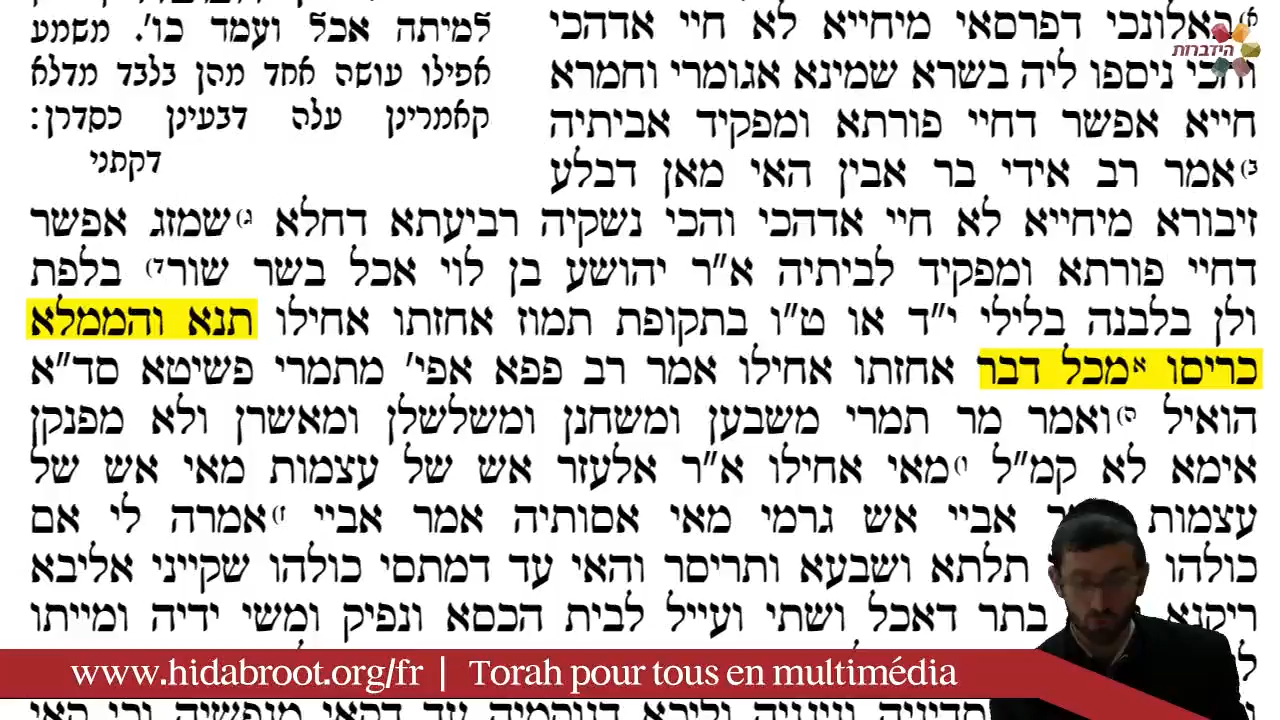 למיתה אכל ועמד כו׳. משמע
אפילו עושה אחד מהן בלבד מדלא
קאמרינן עלה דבעינן כסדרן:
דקתני
א) באלונכי דפרסאי מיחייא לא חיי אדהכי
והכי ניספו ליה בשרא שמינא אגומרי וחמרא
חייא אפשר דחיי פורתא ומפקיד אביתיה
ב) אמר רב אידי בר אבין האי מאן דבלע
זיבורא מיחייא לא חיי אדהכי והכי נשקיה רביעתא דחלא ג) שמזג אפשר
דחיי פורתא ומפקיד לביתיה א״ר יהושע בן לוי אכל בשר שור ד) בלפת
ולן בלבנה בלילי י״ד או ט״ו בתקופת תמוז אחזתו אחילו תנא והממלא
כריסו א מכל דבר אחזתו אחילו אמר רב פפא אפי׳ מתמרי פשיטא סד״א
הואיל ה) ואמר מר תמרי משבען ומשחנן ומשלשלן ומאשרן ולא מפנקן
אימא לא קמ״ל ו) מאי אחילו א״ר אלעזר אש של עצמות מאי אש של
עצמות אביי אש גרמי מאי אסותיה אמר אביי ז) אמרה לי אם
כולהו תלתא ושבעא ותריסר והאי עד דמתסי כולהו שקייני אליבא
ריקנא בתר דאכל ושתי ועייל לבית הכסא ונפיק ומשי ידיה ומייתו
הידברות
www.hidabroot.org/fr | Torah pour tous en multimédia